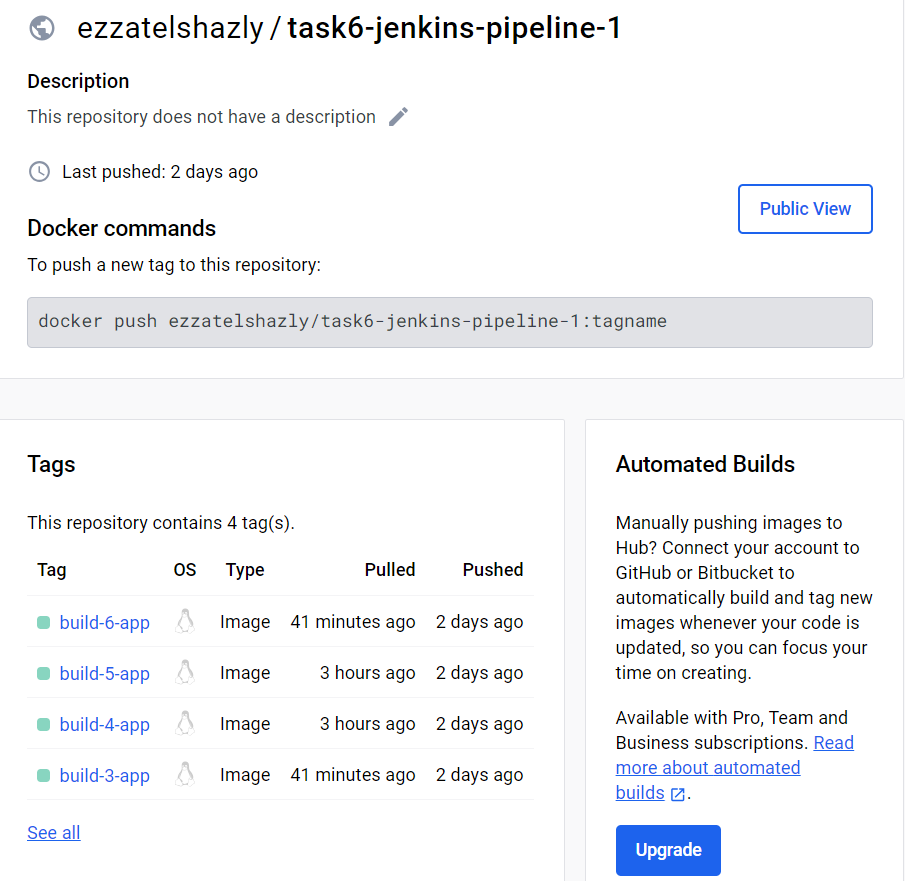 ezzatelshazly / task6-jenkins-pipeline-1
Description
This repository does not have a description
Last pushed: 2 days ago
Public View
Docker commands
To push a new tag to this repository:
docker push ezzatelshazly/task6-jenkins-pipeline-1:tagname
Tags
This repository contains 4 tag(s).
Tag OS Type Pulled Pushed
build-6-app Image 41 minutes ago 2 days ago
build-5-app Image 3 hours ago 2 days ago
build-4-app Image 3 hours ago 2 days ago
build-3-app Image 41 minutes ago 2 days ago
See all
Automated Builds
Manually pushing images to
Hub? Connect your account to
GitHub or Bitbucket to
automatically build and tag new
images whenever your code is
updated, so you can focus your
time on creating.
Available with Pro, Team and
Business subscriptions. Read
more about automated
builds .
Upgrade